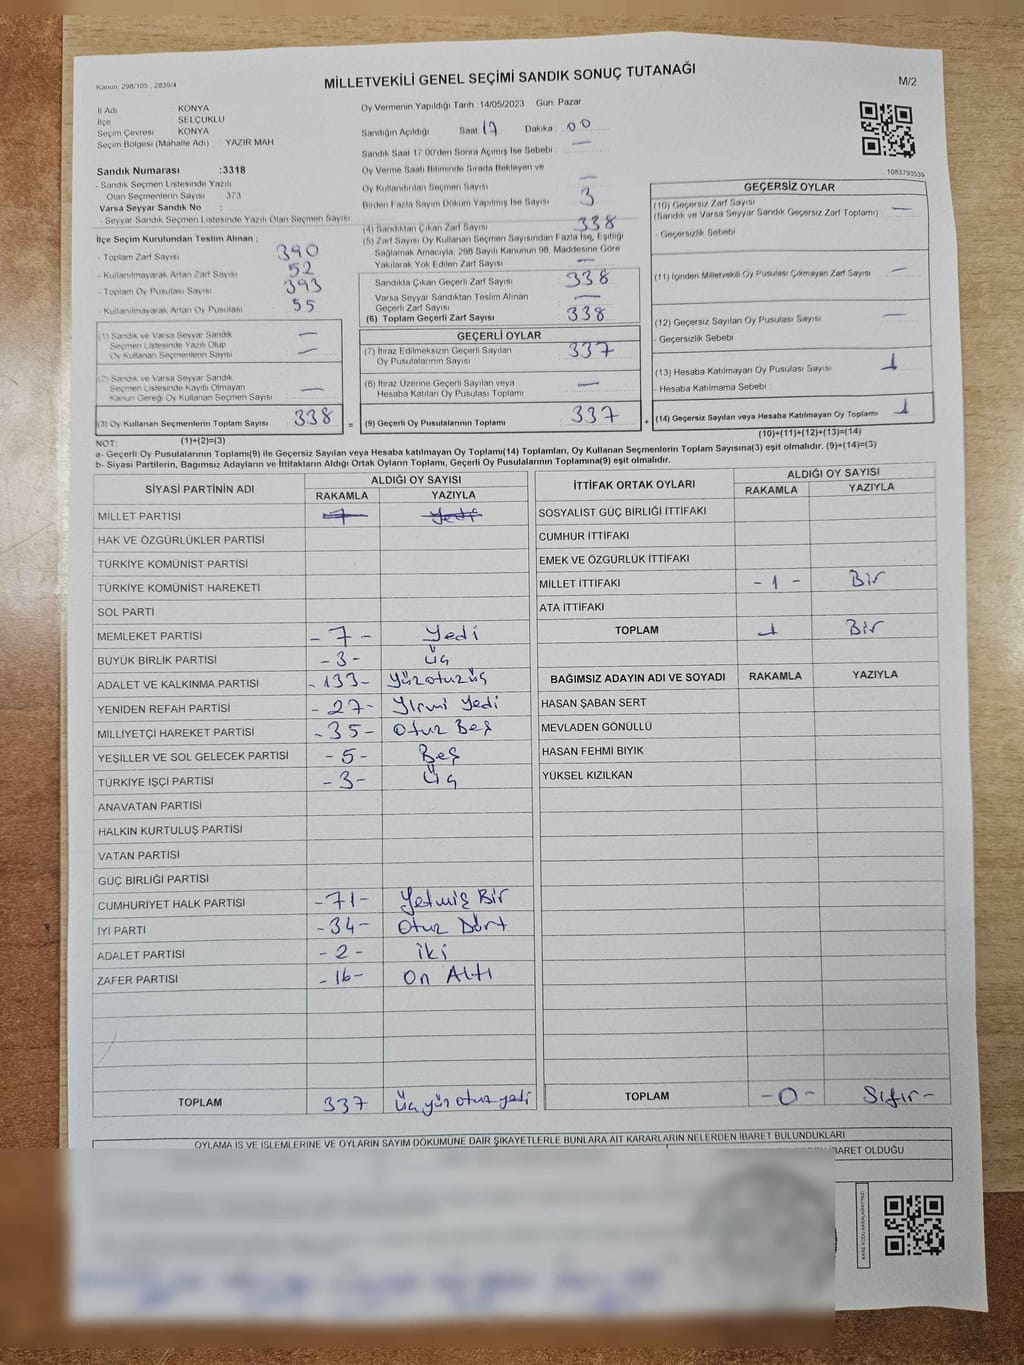 Kanun, 298/105 , 2839/4
MİLLETVEKİLİ GENEL SEÇİMİ SANDIK SONUÇ TUTANAĞI
M/2
İl Adı KONYA
İlçe SELÇUKLU
Seçim Çevresi KONYA
Seçim Bölgesi (Mahalle Adı) YAZIR MAH
Sandık Numarası :3318
- Sandık Seçmen Listesinde Yazılı
Olan Seçmenlerin Sayısı 373
Varsa Seyyar Sandık No :
- Seyyar Sandık Seçmen Listesinde Yazılı Olan Seçmen Sayısı
İlçe Seçim Kurulundan Teslim Alınan ;
- Toplam Zarf Sayısı 390
- Kullanılmayarak Artan Zarf Sayısı 52
- Toplam Oy Pusulası Sayısı 393
- Kullanılmayarak Artan Oy Pusulası 55
(1) Sandık ve Varsa Seyyar Sandık —
Seçmen Listesinde Yazılı Olup
Oy Kullanan Seçmenlerin Sayısı —
(2) Sandık ve Varsa Seyyar Sandık
Seçmen Listesinde Kayıtlı Olmayan
Kanun Gereği Oy Kullanan Seçmen Sayısı —
(3) Oy Kullanan Seçmenlerin Toplam Sayısı 338 =
Oy Vermenin Yapıldığı Tarih :14/05/2023 Gün: Pazar
Sandığın Açıldığı Saat 17 Dakika 00
Sandık Saat 17:00'den Sonra Açılmış İse Sebebi : —
Oy Verme Saati Bitiminde Sırada Bekleyen ve
Oy Kullandırılan Seçmen Sayısı —
Birden Fazla Sayım Döküm Yapılmış İse Sayısı 3
(4) Sandıktan Çıkan Zarf Sayısı 338
(5) Zarf Sayısı Oy Kullanan Seçmen Sayısından Fazla İse, Eşitliği
Sağlamak Amacıyla, 298 Sayılı Kanunun 98. Maddesine Göre
Yakılarak Yok Edilen Zarf Sayısı —
Sandıkta Çıkan Geçerli Zarf Sayısı 338
Varsa Seyyar Sandıktan Teslim Alınan
Geçerli Zarf Sayısı —
(6) Toplam Geçerli Zarf Sayısı 338
GEÇERLİ OYLAR
(7) İtiraz Edilmeksizin Geçerli Sayılan
Oy Pusulalarının Sayısı 337
(8) İtiraz Üzerine Geçerli Sayılan veya
Hesaba Katılan Oy Pusulası Toplamı —
(9) Geçerli Oy Pusulalarının Toplamı 337 +
1083793539
GEÇERSİZ OYLAR
(10) Geçersiz Zarf Sayısı
(Sandık ve Varsa Seyyar Sandık Geçersiz Zarf Toplamı) —
- Geçersizlik Sebebi
(11) İçinden Milletvekili Oy Pusulası Çıkmayan Zarf Sayısı —
(12) Geçersiz Sayılan Oy Pusulası Sayısı —
- Geçersizlik Sebebi
(13) Hesaba Katılmayan Oy Pusulası Sayısı 1
- Hesaba Katılmama Sebebi
(14) Geçersiz Sayılan veya Hesaba Katılmayan Oy Toplamı 1
NOT: (1)+(2)=(3) (10)+(11)+(12)+(13)=(14)
a- Geçerli Oy Pusulalarının Toplamı(9) ile Geçersiz Sayılan veya Hesaba katılmayan Oy Toplamı(14) Toplamları, Oy Kullanan Seçmenlerin Toplam Sayısına(3) eşit olmalıdır. (9)+(14)=(3)
b- Siyasi Partilerin, Bağımsız Adayların ve İttifakların Aldığı Ortak Oyların Toplamı, Geçerli Oy Pusulalarının Toplamına(9) eşit olmalıdır.
SİYASİ PARTİNİN ADI ALDIĞI OY SAYISI
RAKAMLA YAZIYLA
MİLLET PARTİSİ 7 Yedi
HAK VE ÖZGÜRLÜKLER PARTİSİ
TÜRKİYE KOMÜNİST PARTİSİ
TÜRKİYE KOMÜNİST HAREKETİ
SOL PARTİ
MEMLEKET PARTİSİ -7- Yedi
BÜYÜK BİRLİK PARTİSİ -3- Üç
ADALET VE KALKINMA PARTİSİ -133- Yüzotuzüç
YENİDEN REFAH PARTİSİ -27- Yirmi Yedi
MİLLİYETÇİ HAREKET PARTİSİ -35- Otuz Beş
YEŞİLLER VE SOL GELECEK PARTİSİ -5- Beş
TÜRKİYE İŞÇİ PARTİSİ -3- Üç
ANAVATAN PARTİSİ
HALKIN KURTULUŞ PARTİSİ
VATAN PARTİSİ
GÜÇ BİRLİĞİ PARTİSİ
CUMHURİYET HALK PARTİSİ -71- Yetmiş Bir
İYİ PARTİ -34- Otuz Dört
ADALET PARTİSİ -2- İki
ZAFER PARTİSİ -16- On Altı
TOPLAM 337 Üçyüz otuz yedi
İTTİFAK ORTAK OYLARI ALDIĞI OY SAYISI
RAKAMLA YAZIYLA
SOSYALİST GÜÇ BİRLİĞİ İTTİFAKI
CUMHUR İTTİFAKI
EMEK VE ÖZGÜRLÜK İTTİFAKI
MİLLET İTTİFAKI -1- Bir
ATA İTTİFAKI
TOPLAM 1 Bir
BAĞIMSIZ ADAYIN ADI VE SOYADI RAKAMLA YAZIYLA
HASAN ŞABAN SERT
MEVLADEN GÖNÜLLÜ
HASAN FEHMİ BIYIK
YÜKSEL KIZILKAN
TOPLAM -0- Sıfır-
OYLAMA İŞ VE İŞLEMLERİNE VE OYLARIN SAYIM DÖKÜMÜNE DAİR ŞİKAYETLERLE BUNLARA AİT KARARLARIN NELERDEN İBARET BULUNDUKLARI
İBARET OLDUĞU